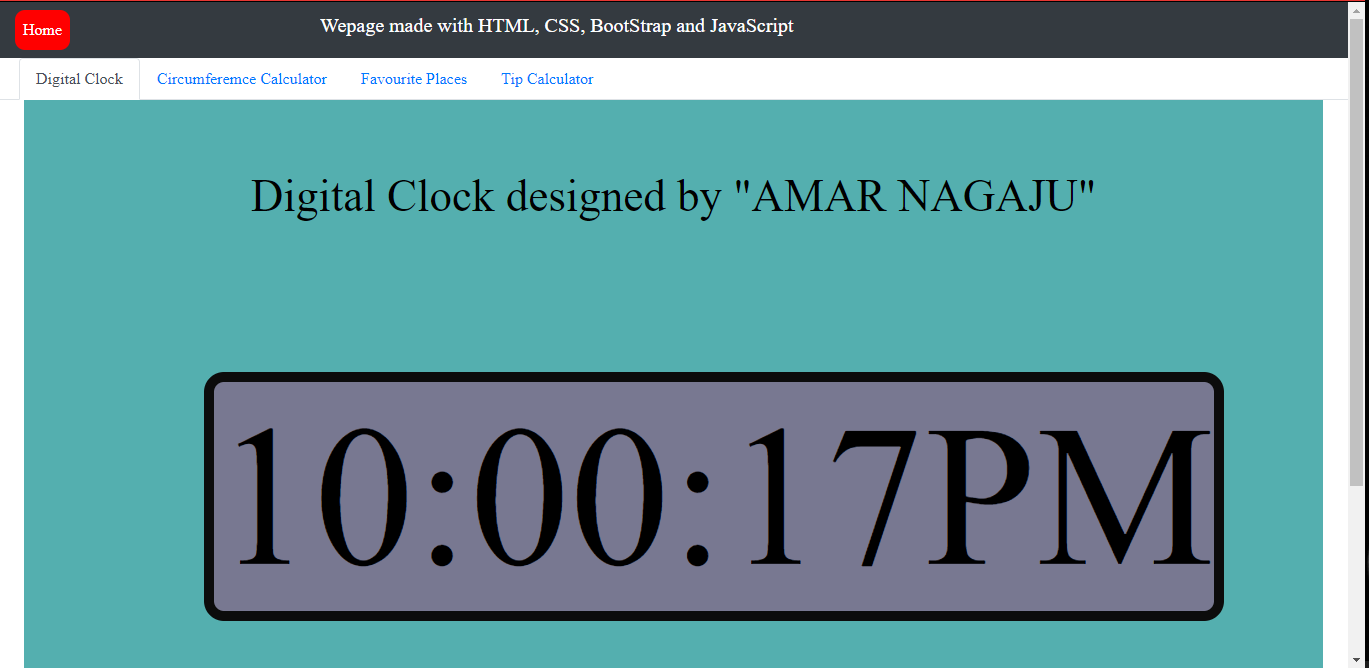 Home
Wepage made with HTML, CSS, BootStrap and JavaScript
Digital Clock Circumferemce Calculator Favourite Places Tip Calculator
Digital Clock designed by "AMAR NAGAJU"
10:00:17PM